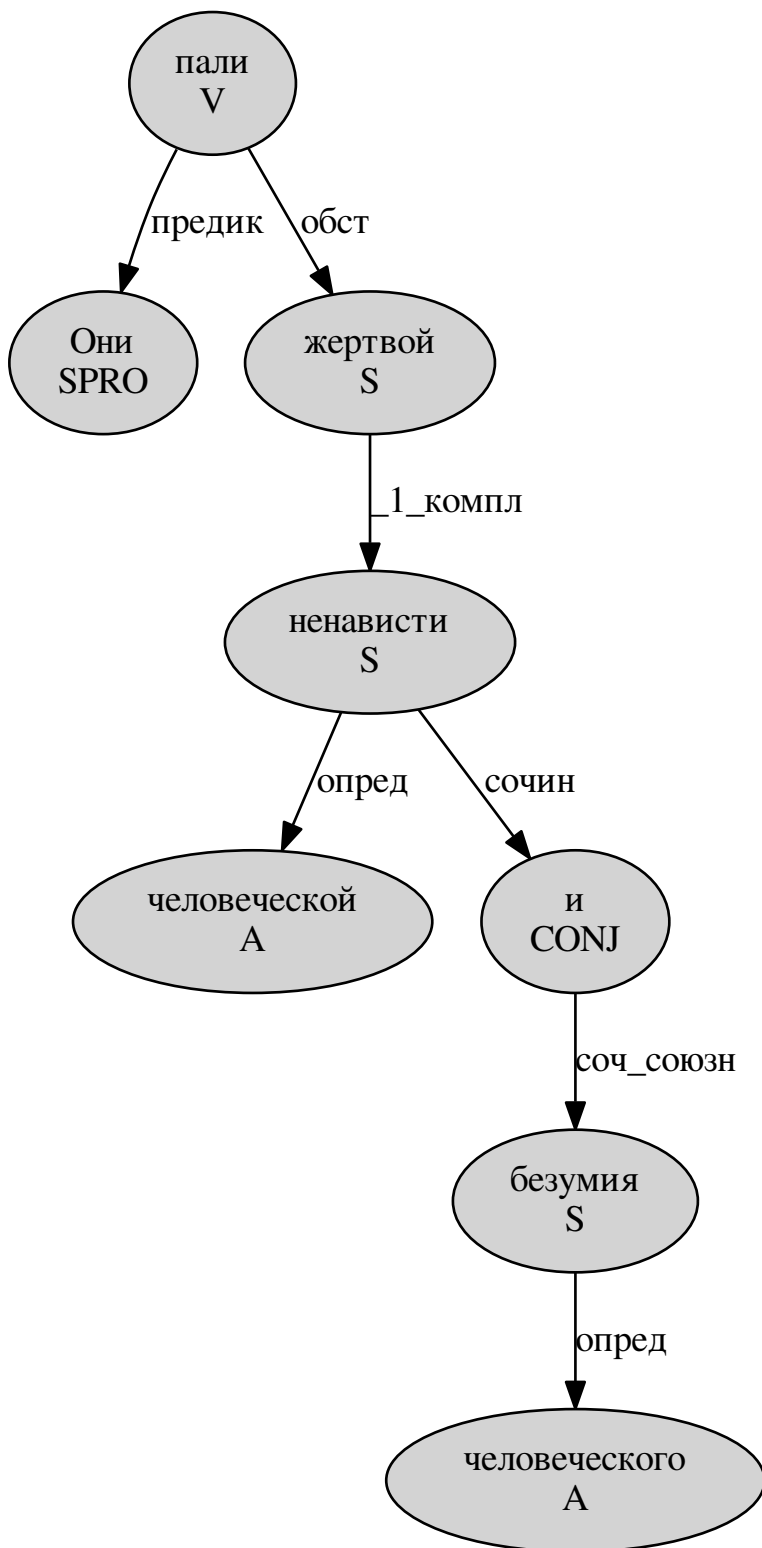 пали
V
предик
обст
Они
SPRO
жертвой
S
_1_компл
ненависти
S
опред
сочин
человеческой
A
и
CONJ
соч_союзн
безумия
S
опред
человеческого
A